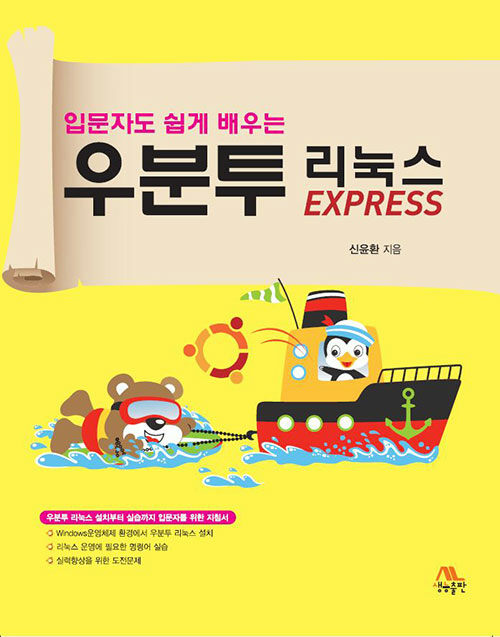 입문자도 쉽게 배우는
우분투 리눅스
EXPRESS
신윤환 지음
우분투 리눅스 설치부터 실습까지 입문자를 위한 지침서
Windows운영체제 환경에서 우분투 리눅스 설치
리눅스 운영에 필요한 명령어 실습
실력향상을 위한 도전문제
생능출판